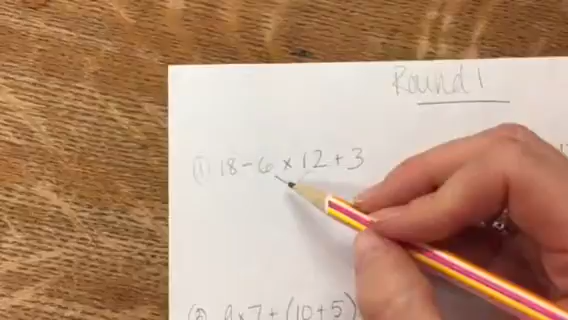 Round 1
① 18 - 6 × 12 + 3
② 9 × 7 + (10 + 5)